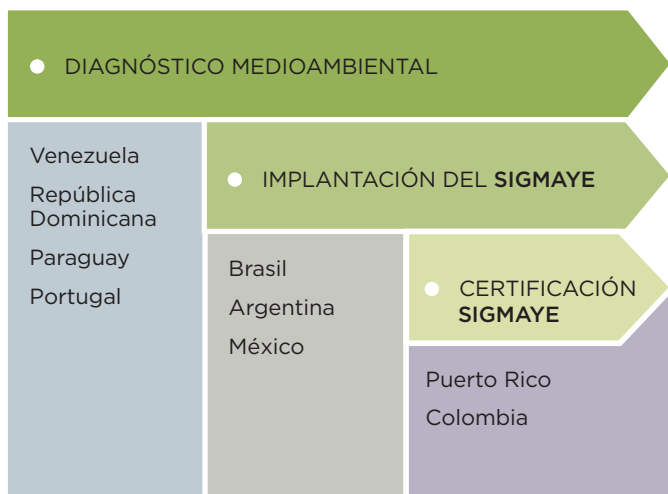 DIAGNÓSTICO MEDIOAMBIENTAL
Venezuela
República
Dominicana
Paraguay
Portugal
IMPLANTACIÓN DEL SIGMAYE
Brasil
Argentina
México
CERTIFICACIÓN
SIGMAYE
Puerto Rico
Colombia